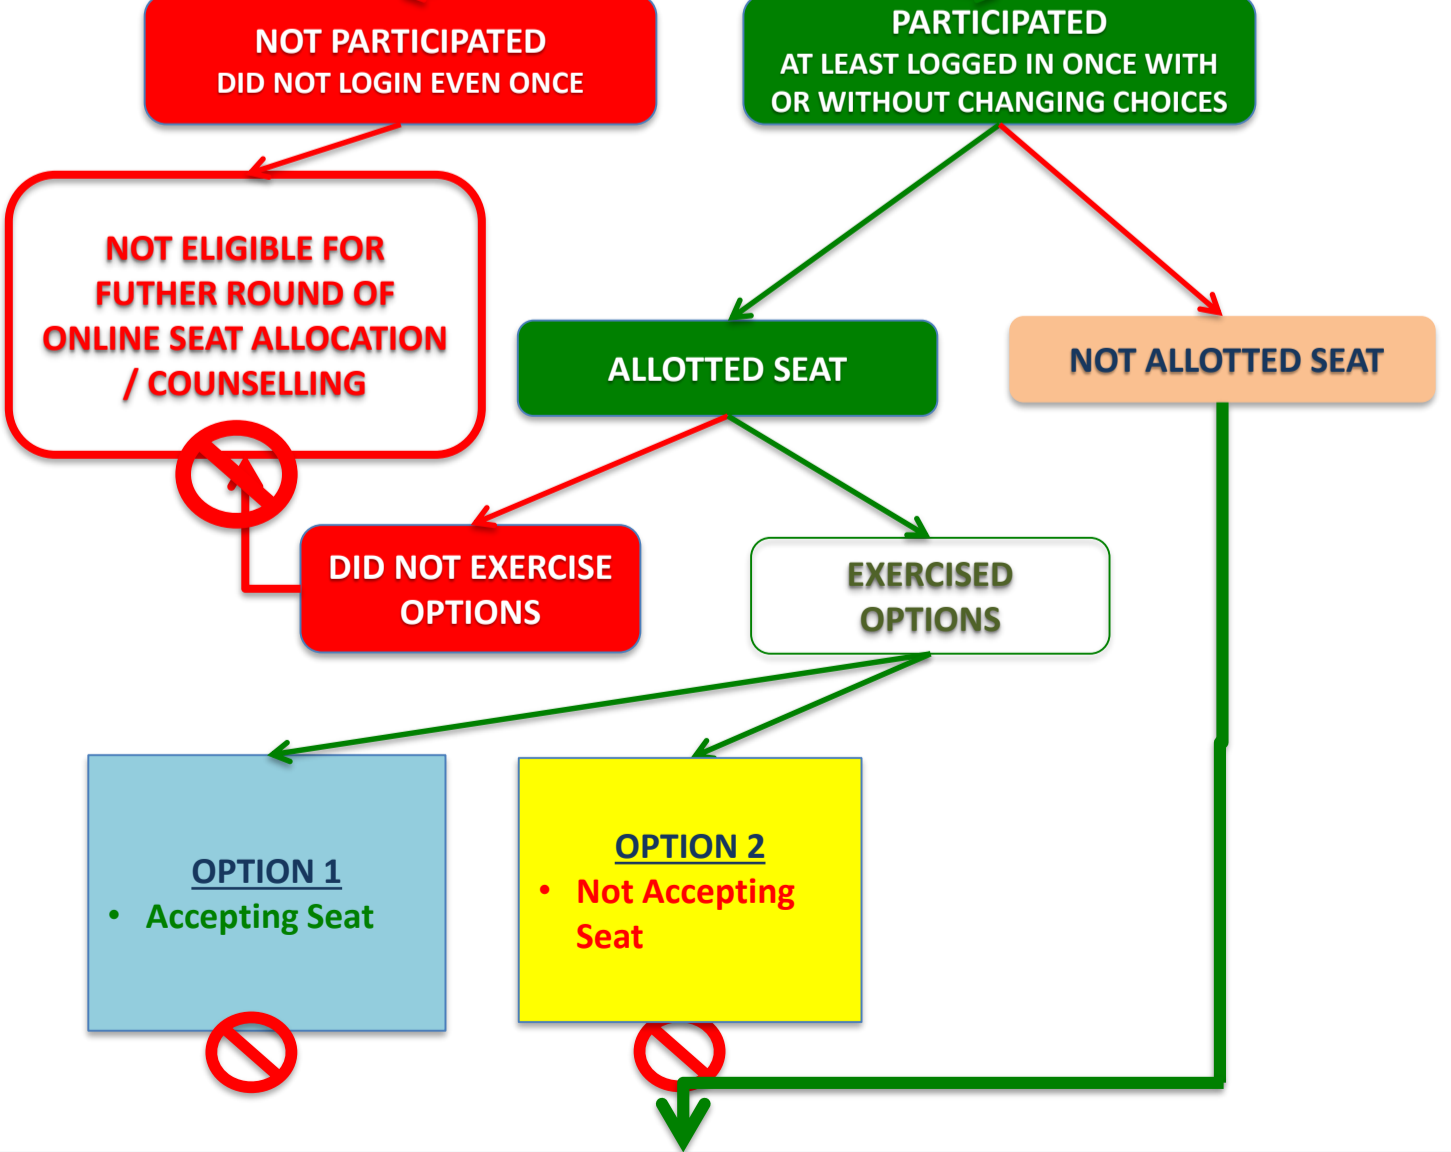 NOT PARTICIPATED
DID NOT LOGIN EVEN ONCE
PARTICIPATED
AT LEAST LOGGED IN ONCE WITH
OR WITHOUT CHANGING CHOICES
NOT ELIGIBLE FOR
FUTHER ROUND OF
ONLINE SEAT ALLOCATION
/ COUNSELLING
ALLOTTED SEAT
NOT ALLOTTED SEAT
DID NOT EXERCISE
OPTIONS
EXERCISED
OPTIONS
OPTION 1
• Accepting Seat
OPTION 2
• Not Accepting
Seat